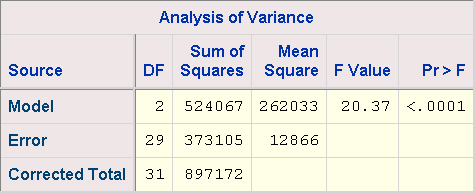 Analysis of Variance
Source DF Sum of Squares Mean Square F Value Pr > F
Model 2 524067 262033 20.37 <.0001
Error 29 373105 12866
Corrected Total 31 897172